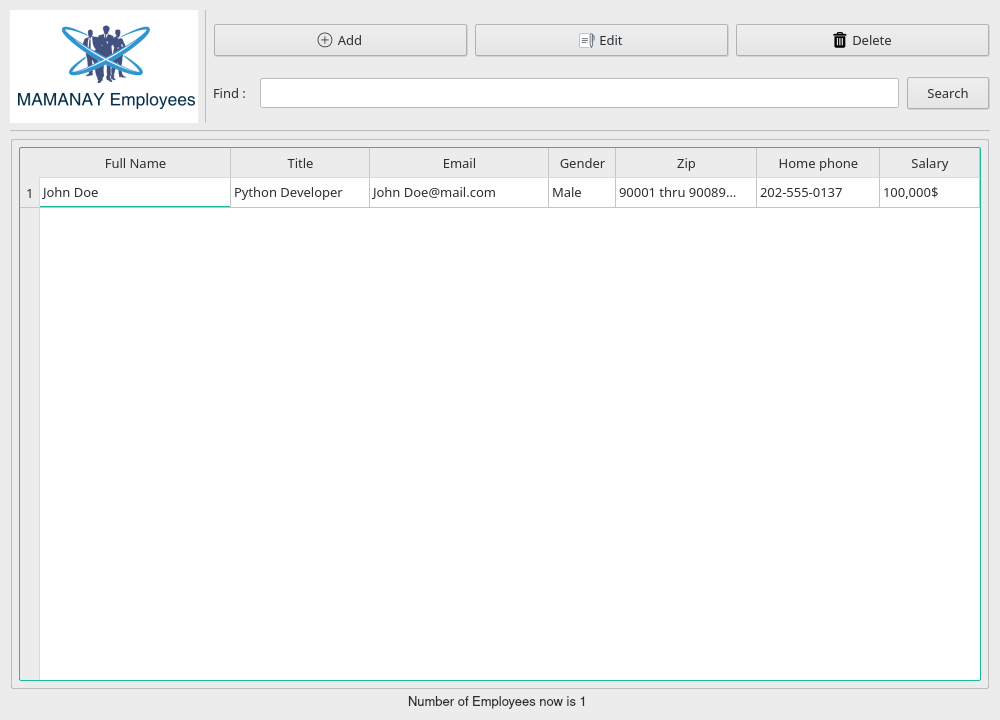 MAMANAY Employees
Add
Edit
Delete
Find :
Search
Full Name Title Email Gender Zip Home phone Salary
1 John Doe Python Developer John Doe@mail.com Male 90001 thru 90089... 202-555-0137 100,000$
Number of Employees now is 1